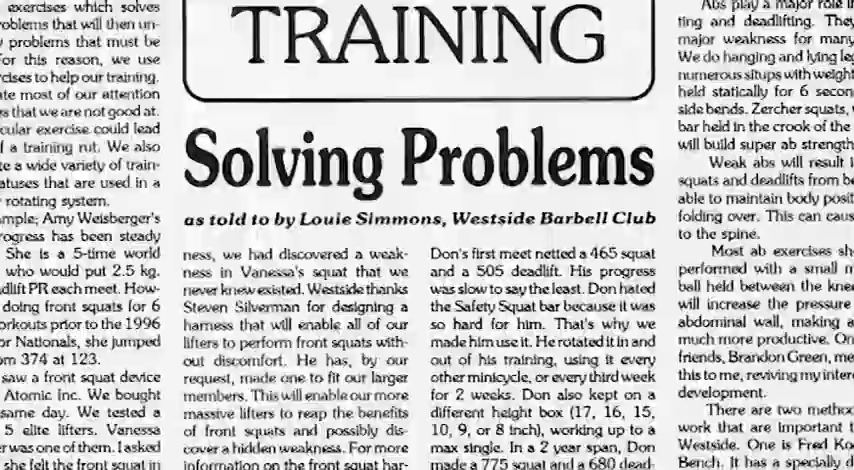 exercises which solves
problems that will then un-
problems that must be
For this reason, we use
cises to help our training.
ate most of our attention
s that we are not good at.
cular exercise could lead
f a training rut. We also
e a wide variety of train-
atuses that are used in a
rotating system.
mple; Amy Weisberger's
rogress has been steady
She is a 5-time world
who would put 2.5 kg.
dlift PR each meet. How-
doing front squats for 6
orkouts prior to the 1996
or Nationals, she jumped
om 374 at 123.
saw a front squat device
Atomic Inc. We bought
same day. We tested a
5 elite lifters. Vanessa
er was one of them. I asked
she felt the front squat in
TRAINING
Solving Problems
as told to by Louie Simmons, Westside Barbell Club
ness, we had discovered a weak-
ness in Vanessa's squat that we
never knew existed. Westside thanks
Steven Silverman for designing a
harness that will enable all of our
lifters to perform front squats with-
out discomfort. He has, by our
request, made one to fit our larger
members. This will enable our more
massive lifters to reap the benefits
of front squats and possibly dis-
cover a hidden weakness. For more
information on the front squat har-
Don's first meet netted a 465 squat
and a 505 deadlift. His progress
was slow to say the least. Don hated
the Safety Squat bar because it was
so hard for him. That's why we
made him use it. He rotated it in and
out of his training, using it every
other minicycle, or every third week
for 2 weeks. Don also kept on a
different height box (17, 16, 15,
10, 9, or 8 inch), working up to a
max single. In a 2 year span, Don
made a 775 squat and a 680 dead-
Abs play a major role in
ting and deadlifting. They
major weakness for many
We do hanging and lying leg
numerous situps with weight
held statically for 6 secon
side bends. Zercher squats,
bar held in the crook of the
will build super ab strength
Weak abs will result i
squats and deadlifts from be
able to maintain body posit
folding over. This can caus
to the spine.
Most ab exercises sh
performed with a small m
ball held between the knee
will increase the pressure
abdominal wall, making a
much more productive. On
friends, Brandon Green, me
this to me, reviving my inter
development.
There are two method
work that are important t
Westside. One is Fred Ko
Bench. It has a specially d